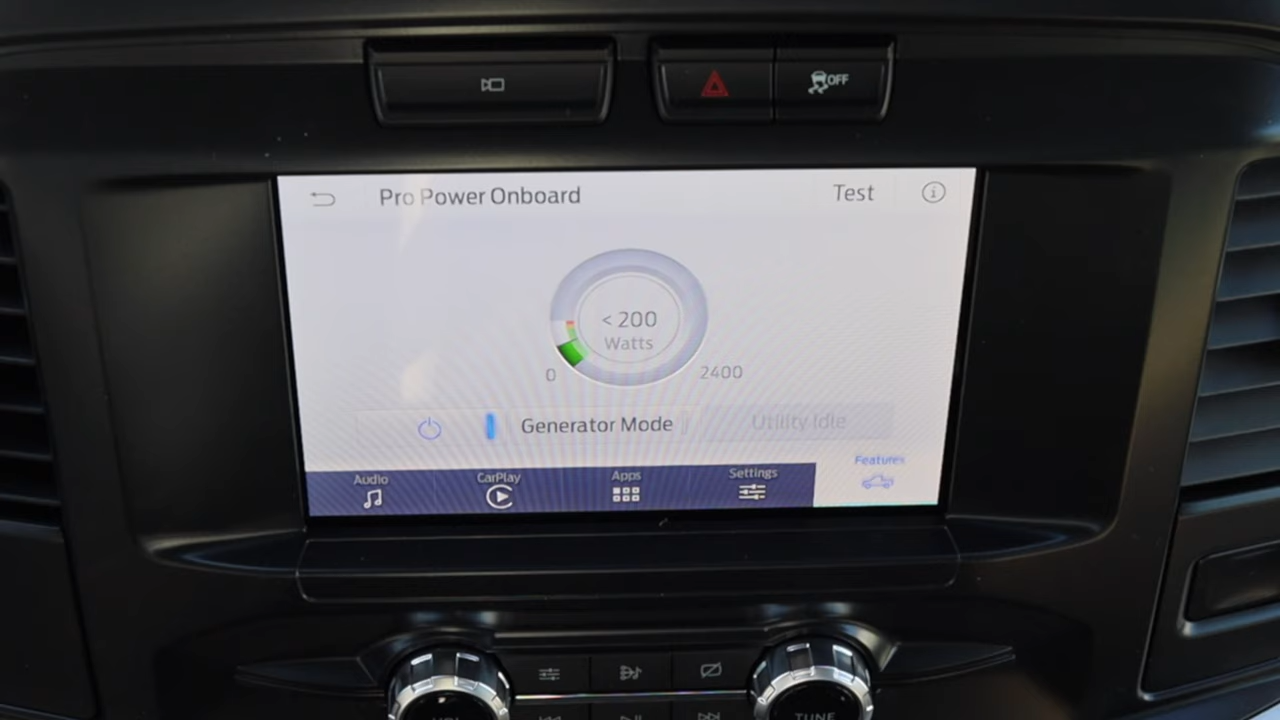 OFF
Pro Power Onboard
Test
< 200
Watts
0
2400
Generator Mode
Utility Idle
Audio
CarPlay
Apps
Settings
Features
TUNE